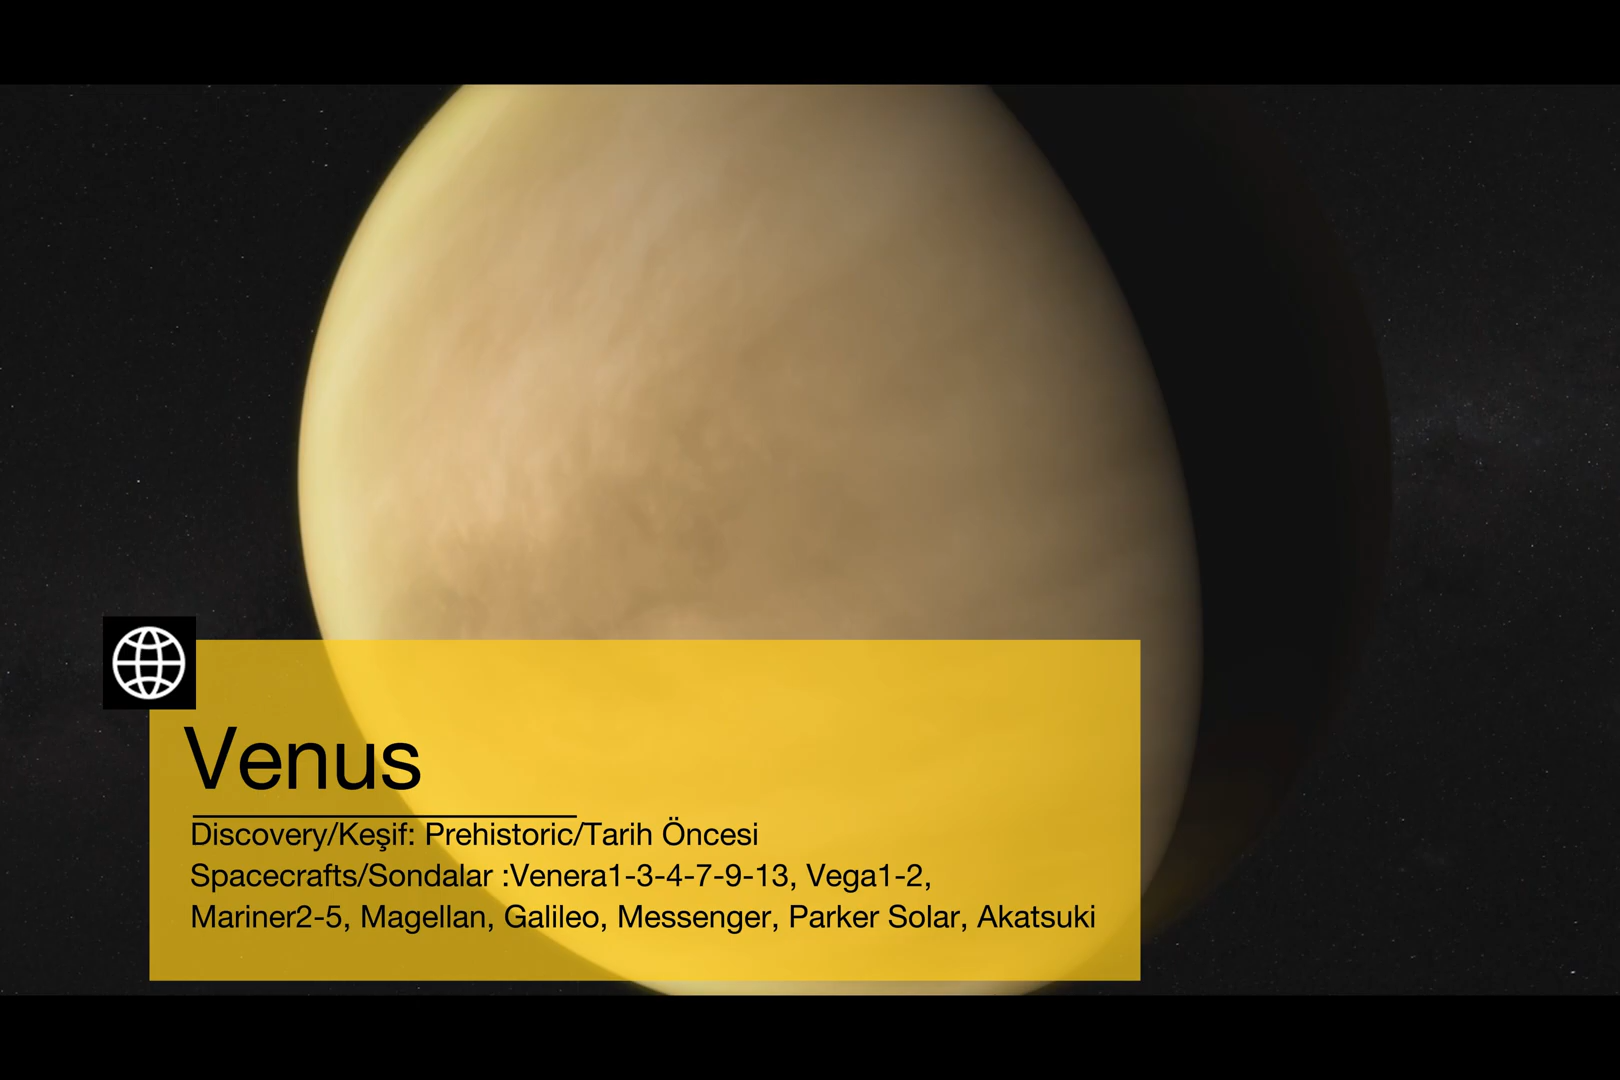 Venus
Discovery/Keşif: Prehistoric/Tarih Öncesi
Spacecrafts/Sondalar :Venera1-3-4-7-9-13, Vega1-2,
Mariner2-5, Magellan, Galileo, Messenger, Parker Solar, Akatsuki